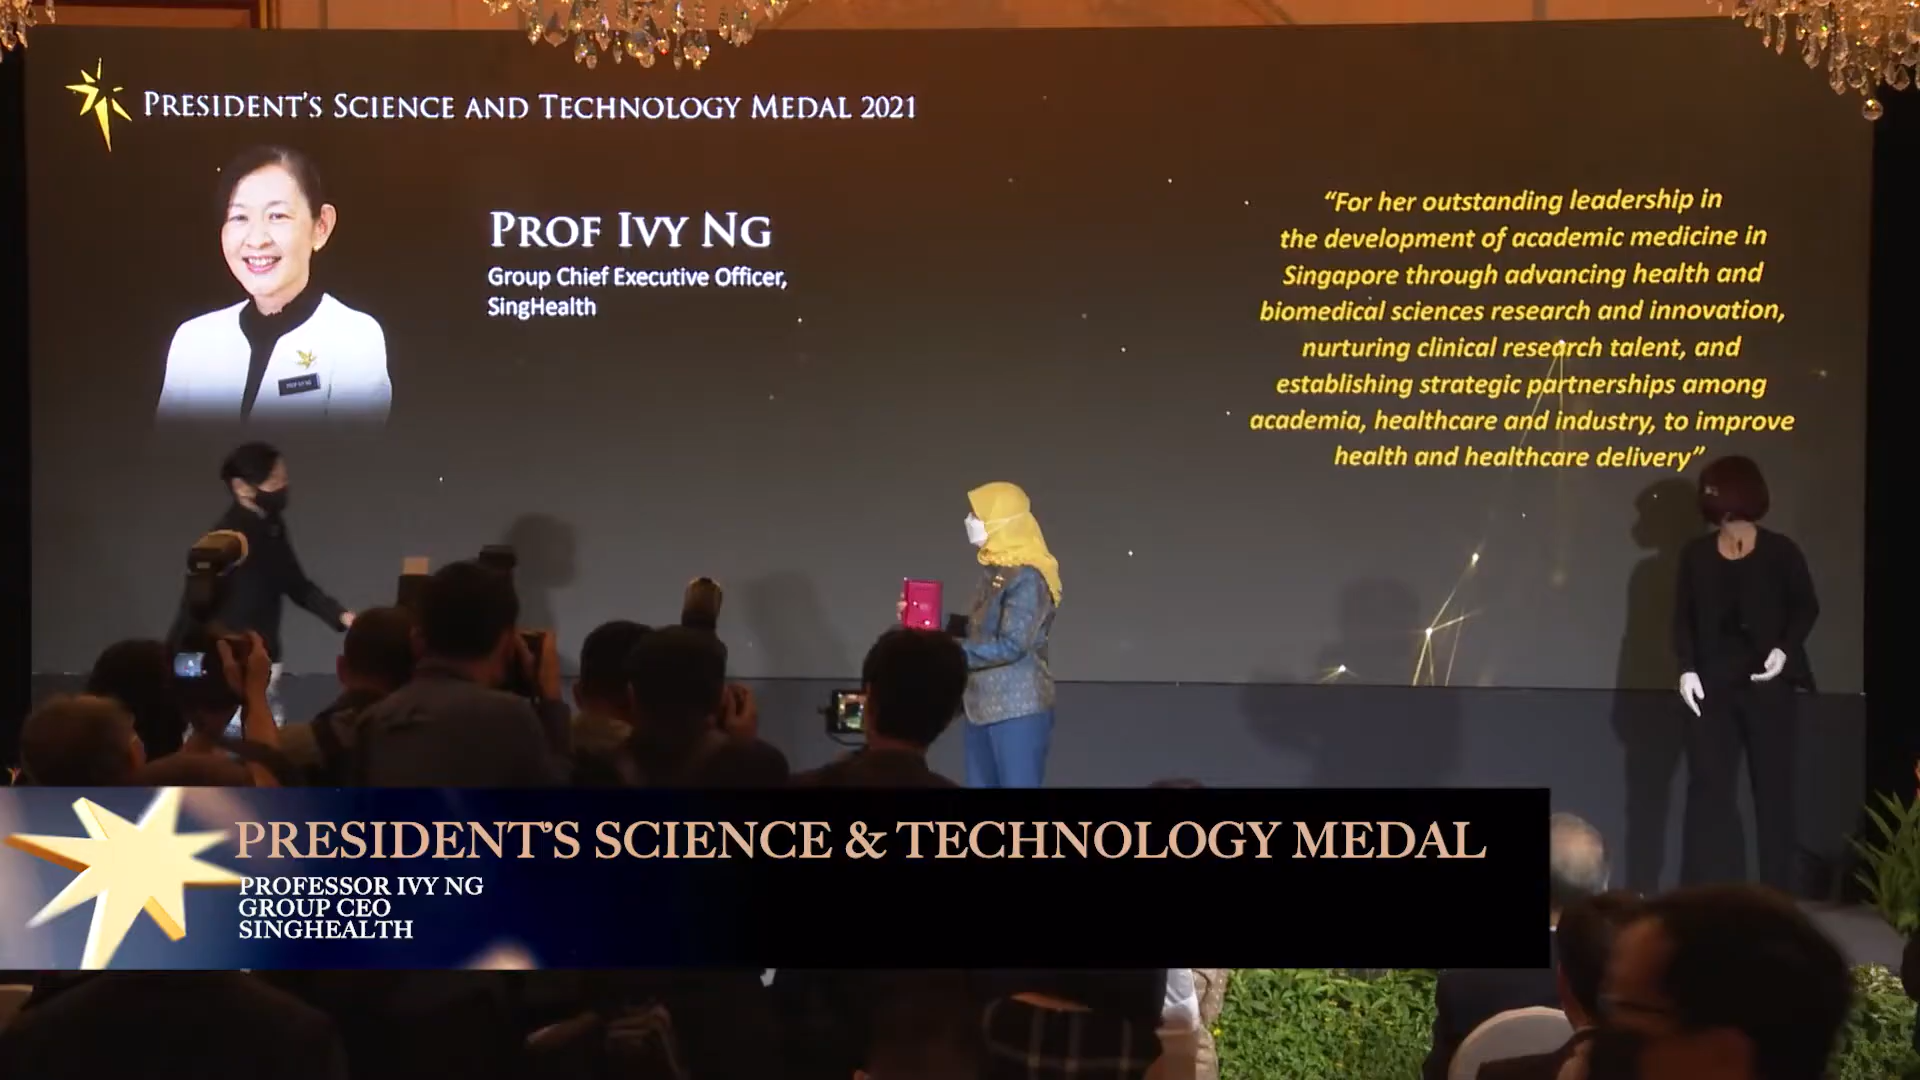 PRESIDENT'S SCIENCE AND TECHNOLOGY MEDAL 2021
PROF IVY NG
Group Chief Executive Officer,
SingHealth
“For her outstanding leadership in
the development of academic medicine in
Singapore through advancing health and
biomedical sciences research and innovation,
nurturing clinical research talent, and
establishing strategic partnerships among
academia, healthcare and industry, to improve
health and healthcare delivery”
PRESIDENT'S SCIENCE & TECHNOLOGY MEDAL
PROFESSOR IVY NG
GROUP CEO
SINGHEALTH